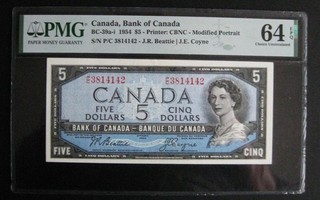 PMG
PAPER MONEY GUARANTY
Canada, Bank of Canada
BC-39a-i 1954 $5 - Printer: CBNC - Modified Portrait
S/N P/C 3814142 - J.R. Beattie | J.E. Coyne
64 EPQ
Choice Uncirculated
5 P/C 3814142 P/C 3814142
CANADA
FIVE DOLLARS 5 CINQ DOLLARS
BANK OF CANADA - BANQUE DU CANADA
FIVE CINQ